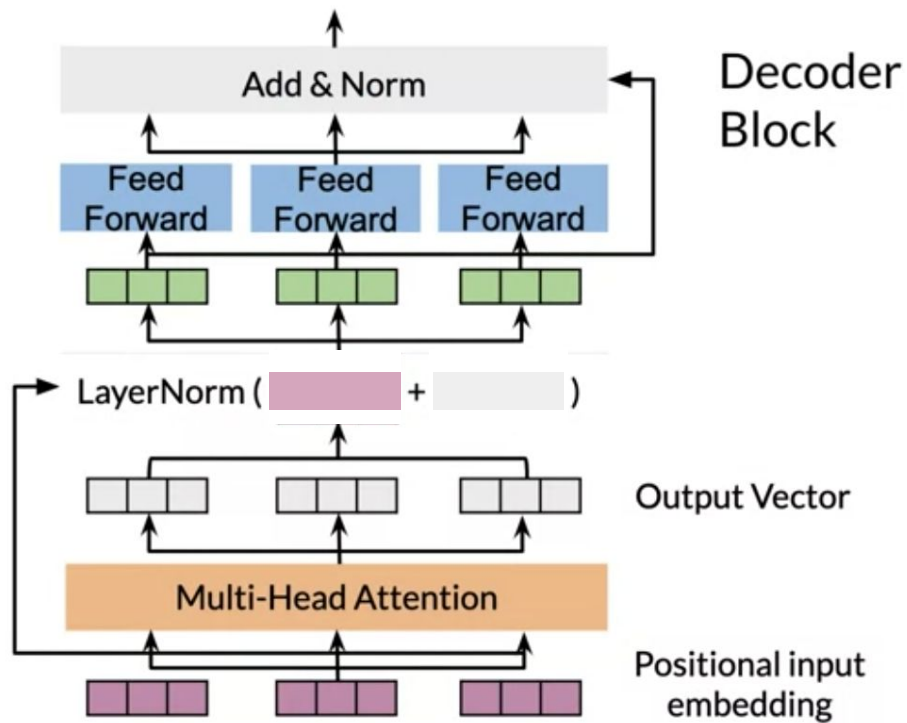 Add & Norm
Decoder
Block
Feed
Forward
Feed
Forward
Feed
Forward
LayerNorm ( + )
Output Vector
Multi-Head Attention
Positional input
embedding